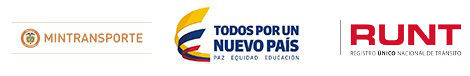 MINTRANSPORTE
TODOS POR UN
NUEVO PAÍS
PAZ EQUIDAD EDUCACIÓN
RUNT
REGISTRO ÚNICO NACIONAL DE TRÁNSITO